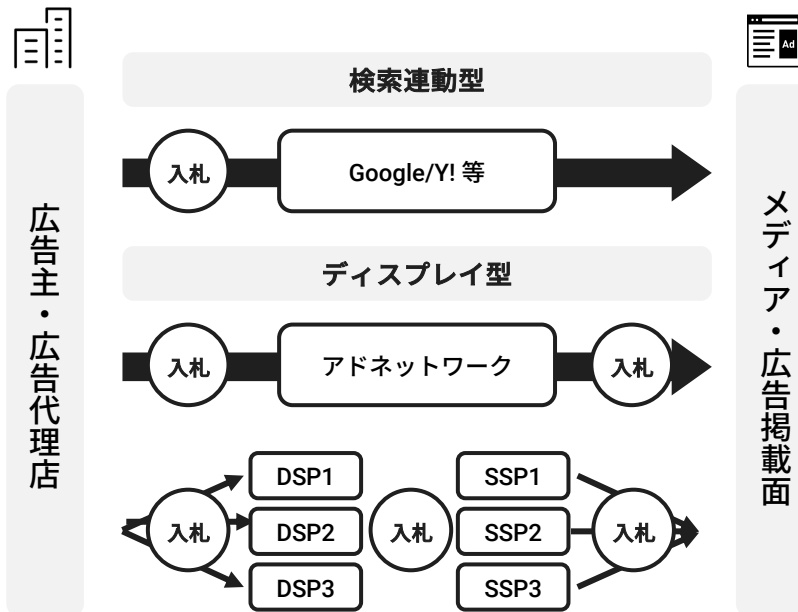 Ad
検索連動型
入札
Google/Y! 等
広告主・広告代理店
メディア・広告掲載面
ディスプレイ型
入札
アドネットワーク
入札
DSP1
SSP1
入札
DSP2
入札
SSP2
入札
DSP3
SSP3